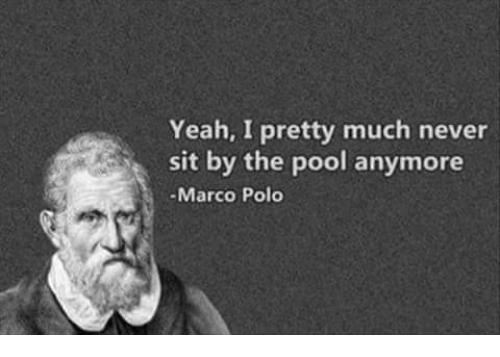 Yeah, I pretty much never
sit by the pool anymore
-Marco Polo